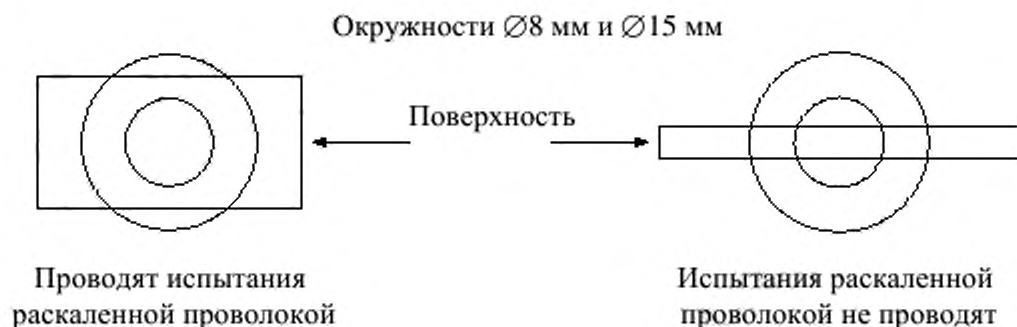 Окружности ∅8 мм и ∅15 мм
Поверхность
Проводят испытания
раскаленной проволокой
Испытания раскаленной
проволокой не проводят